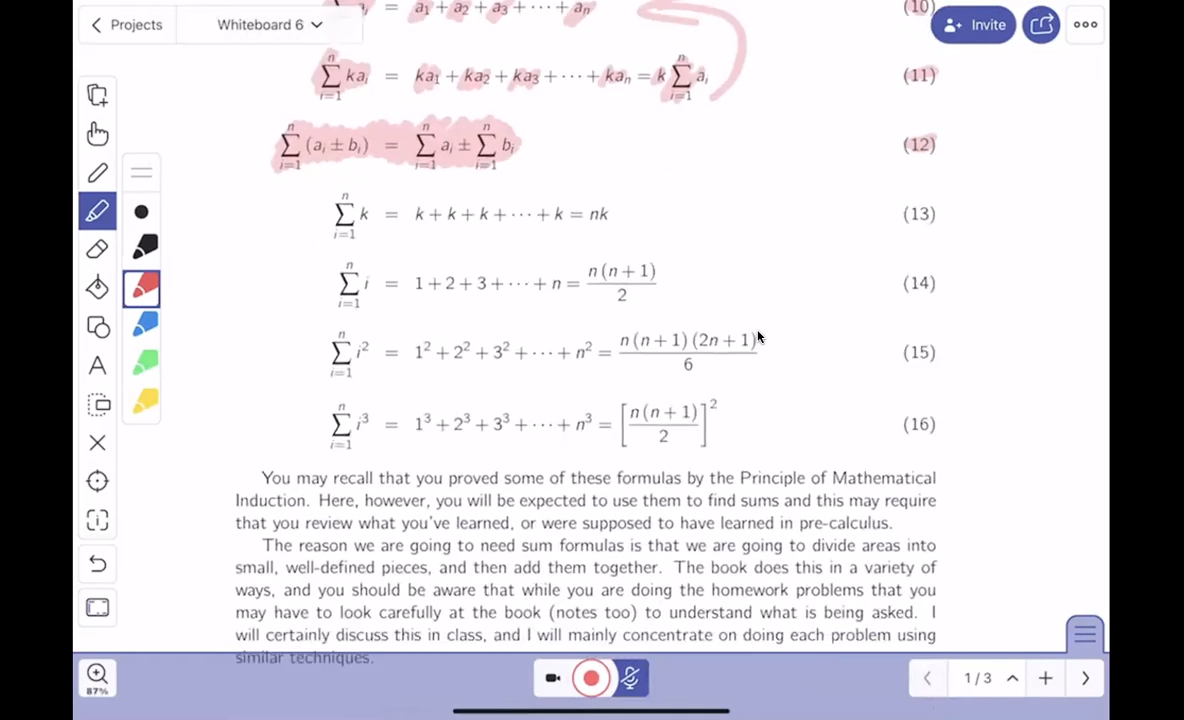 Projects
Whiteboard 6
Invite
= a₁ + a₂ + a₃ + ··· + aₙ (10)
∑ᵢ₌₁ⁿ kaᵢ = ka₁ + ka₂ + ka₃ + ··· + kaₙ = k ∑ᵢ₌₁ⁿ aᵢ (11)
∑ᵢ₌₁ⁿ (aᵢ ± bᵢ) = ∑ᵢ₌₁ⁿ aᵢ ± ∑ᵢ₌₁ⁿ bᵢ (12)
∑ᵢ₌₁ⁿ k = k + k + k + ··· + k = nk (13)
∑ᵢ₌₁ⁿ i = 1 + 2 + 3 + ··· + n = n (n + 1) / 2 (14)
∑ᵢ₌₁ⁿ i² = 1² + 2² + 3² + ··· + n² = n (n + 1) (2n + 1) / 6 (15)
∑ᵢ₌₁ⁿ i³ = 1³ + 2³ + 3³ + ··· + n³ = [n (n + 1) / 2]² (16)
You may recall that you proved some of these formulas by the Principle of Mathematical
Induction. Here, however, you will be expected to use them to find sums and this may require
that you review what you've learned, or were supposed to have learned in pre-calculus.
The reason we are going to need sum formulas is that we are going to divide areas into
small, well-defined pieces, and then add them together. The book does this in a variety of
ways, and you should be aware that while you are doing the homework problems that you
may have to look carefully at the book (notes too) to understand what is being asked. I
will certainly discuss this in class, and I will mainly concentrate on doing each problem using
similar techniques.
87%
1 / 3